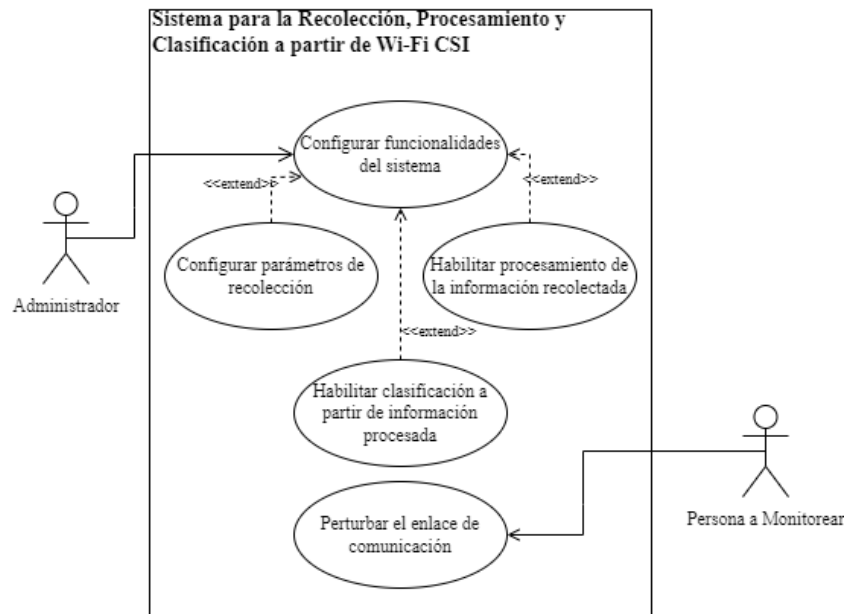 Sistema para la Recolección, Procesamiento y
Clasificación a partir de Wi-Fi CSI
Configurar funcionalidades
del sistema
<<extend>>
<<extend>>
Configurar parámetros de
recolección
Habilitar procesamiento de
la información recolectada
Administrador
<<extend>>
Habilitar clasificación a
partir de información
procesada
Perturbar el enlace de
comunicación
Persona a Monitorear